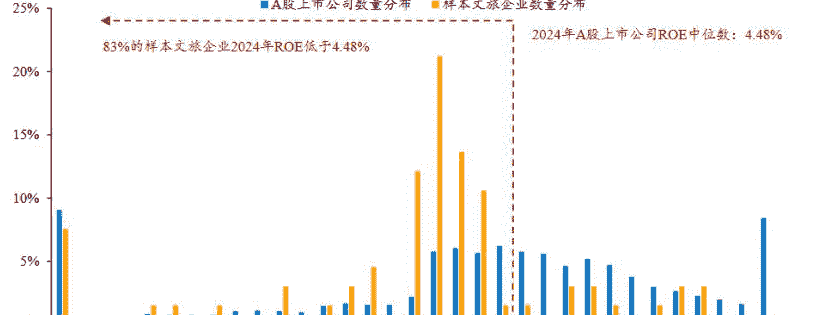 25%
A股上市公司数量分布
样本文旅企业数量分布
83%的样本文旅企业2024年ROE低于4.48%
2024年A股上市公司ROE中位数：4.48%
20%
15%
10%
5%